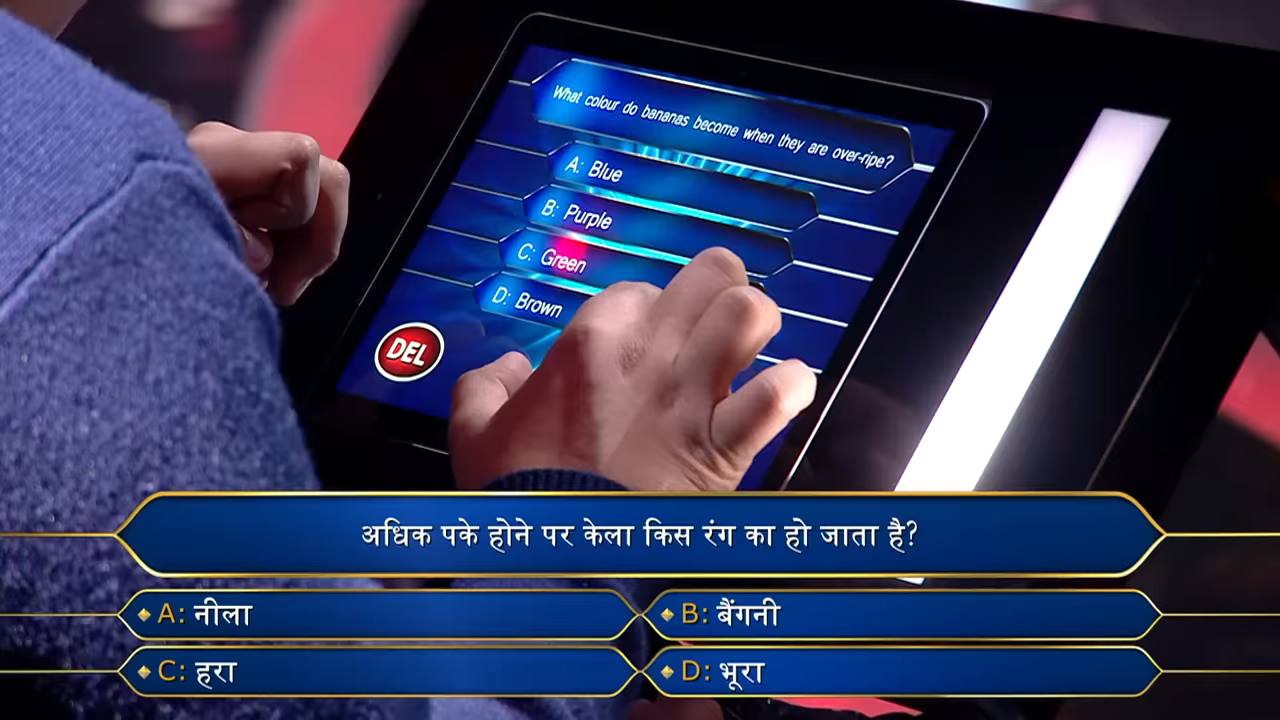 What colour do bananas become when they are over-ripe?
A: Blue
B: Purple
C: Green
D: Brown
DEL
अधिक पके होने पर केला किस रंग का हो जाता है?
A: नीला
B: बैंगनी
C: हरा
D: भूरा